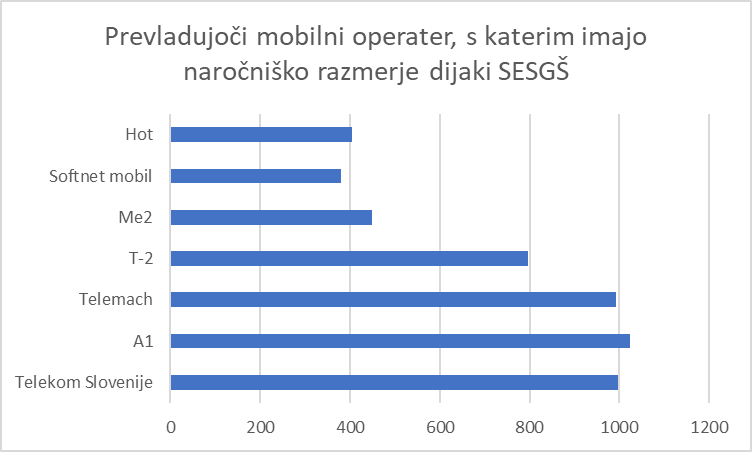 Prevladujoči mobilni operater, s katerim imajo
naročniško razmerje dijaki SESGŠ
Hot
Softnet mobil
Me2
T-2
Telemach
A1
Telekom Slovenije
0 200 400 600 800 1000 1200